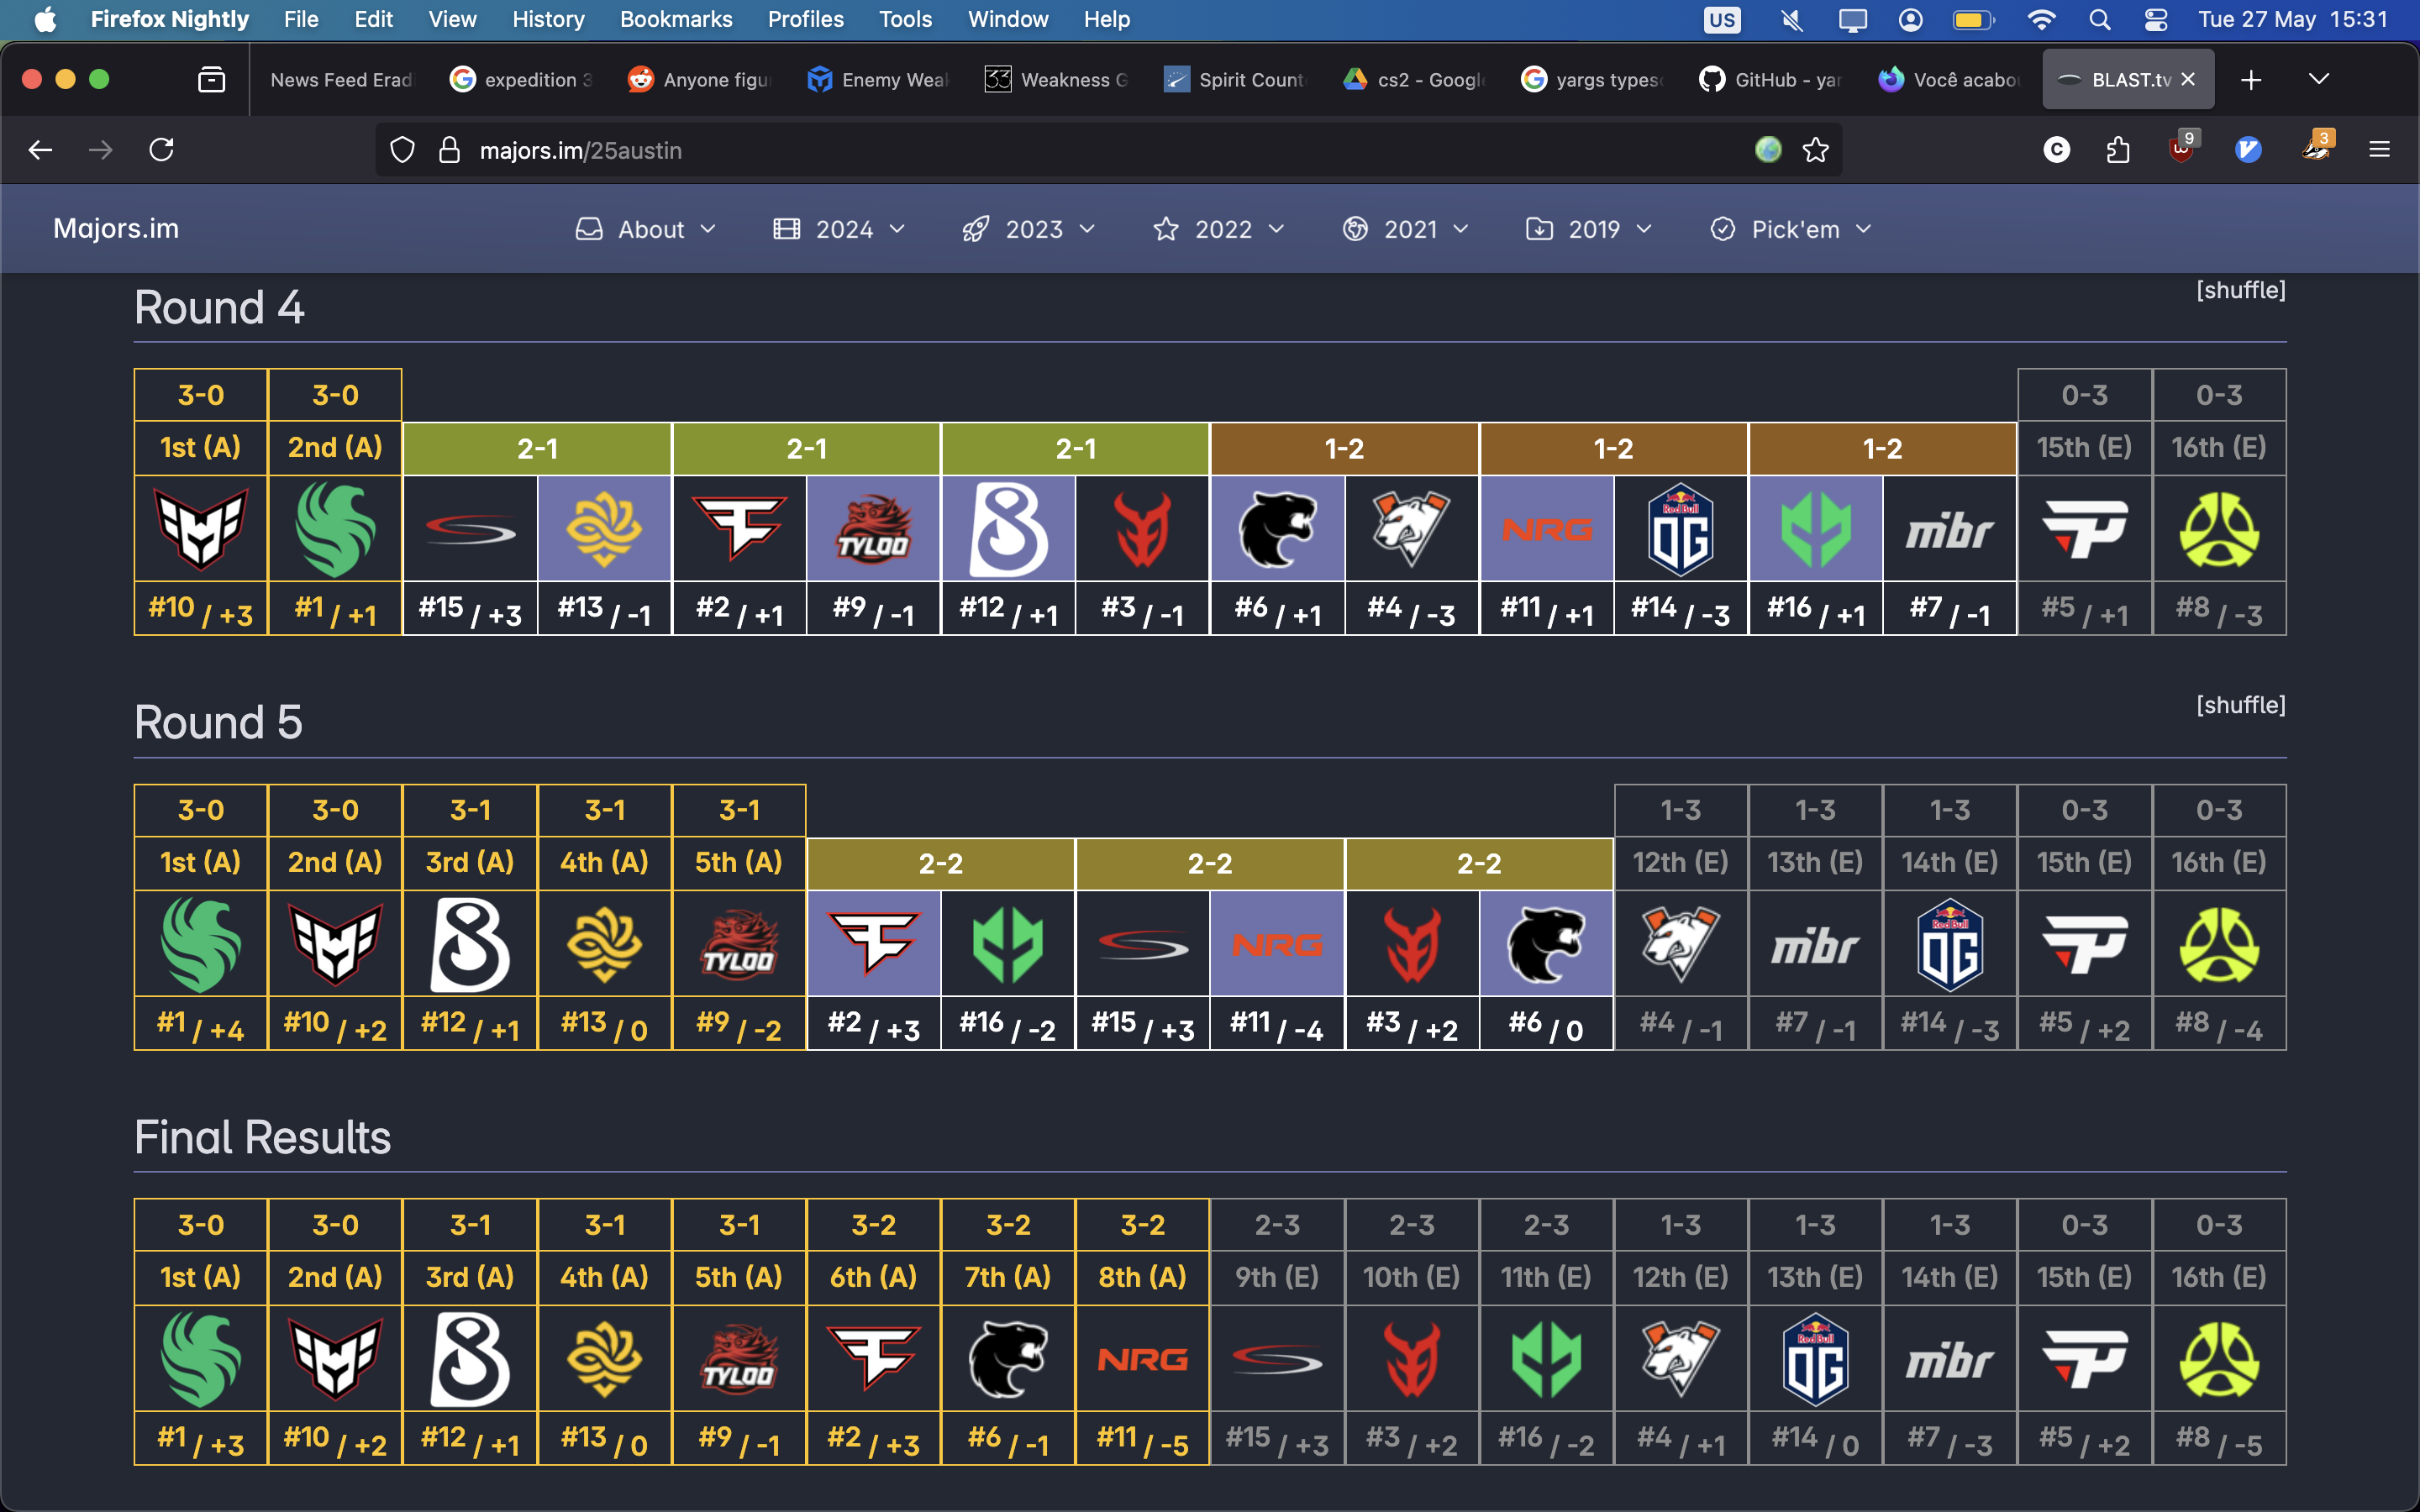 Firefox Nightly File Edit View History Bookmarks Profiles Tools Window Help US Tue 27 May 15:31
News Feed Erad expedition 3 Anyone figu Enemy Weal Weakness G Spirit Count cs2 - Google yargs types GitHub - yar Você acabou BLAST.tv
majors.im/25austin C 9 3
Majors.im About 2024 2023 2022 2021 2019 Pick'em
Round 4 [shuffle]
3-0 3-0 0-3 0-3
1st (A) 2nd (A) 2-1 2-1 2-1 1-2 1-2 1-2 15th (E) 16th (E)
TYLOO NRG Red Bull OG mibr
#10 / +3 #1 / +1 #15 / +3 #13 / -1 #2 / +1 #9 / -1 #12 / +1 #3 / -1 #6 / +1 #4 / -3 #11 / +1 #14 / -3 #16 / +1 #7 / -1 #5 / +1 #8 / -3
Round 5 [shuffle]
3-0 3-0 3-1 3-1 3-1 1-3 1-3 1-3 0-3 0-3
1st (A) 2nd (A) 3rd (A) 4th (A) 5th (A) 2-2 2-2 2-2 12th (E) 13th (E) 14th (E) 15th (E) 16th (E)
TYLOO NRG mibr Red Bull OG
#1 / +4 #10 / +2 #12 / +1 #13 / 0 #9 / -2 #2 / +3 #16 / -2 #15 / +3 #11 / -4 #3 / +2 #6 / 0 #4 / -1 #7 / -1 #14 / -3 #5 / +2 #8 / -4
Final Results
3-0 3-0 3-1 3-1 3-1 3-2 3-2 3-2 2-3 2-3 2-3 1-3 1-3 1-3 0-3 0-3
1st (A) 2nd (A) 3rd (A) 4th (A) 5th (A) 6th (A) 7th (A) 8th (A) 9th (E) 10th (E) 11th (E) 12th (E) 13th (E) 14th (E) 15th (E) 16th (E)
TYLOO NRG Red Bull OG mibr
#1 / +3 #10 / +2 #12 / +1 #13 / 0 #9 / -1 #2 / +3 #6 / -1 #11 / -5 #15 / +3 #3 / +2 #16 / -2 #4 / +1 #14 / 0 #7 / -3 #5 / +2 #8 / -5